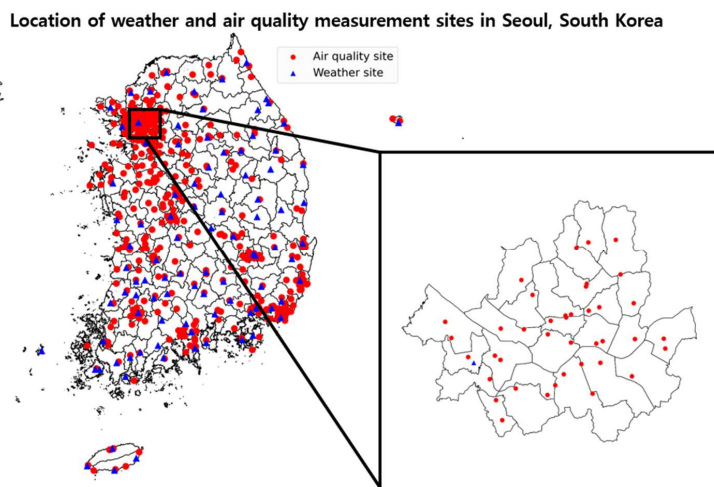 Location of weather and air quality measurement sites in Seoul, South Korea
Air quality site
Weather site